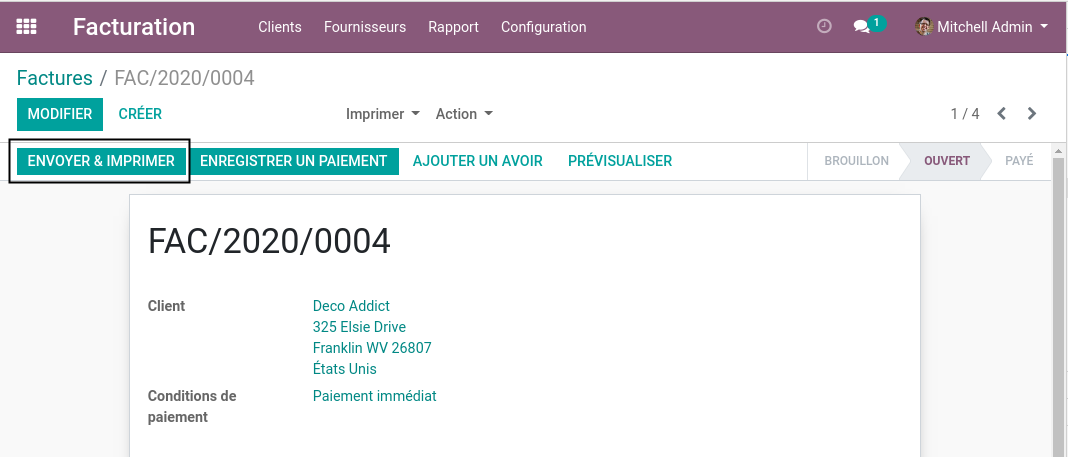 Facturation Clients Fournisseurs Rapport Configuration 1 Mitchell Admin
Factures / FAC/2020/0004
MODIFIER CRÉER Imprimer Action 1 / 4
ENVOYER & IMPRIMER ENREGISTRER UN PAIEMENT AJOUTER UN AVOIR PRÉVISUALISER BROUILLON OUVERT PAYÉ
FAC/2020/0004
Client Deco Addict
325 Elsie Drive
Franklin WV 26807
États Unis
Conditions de Paiement immédiat
paiement